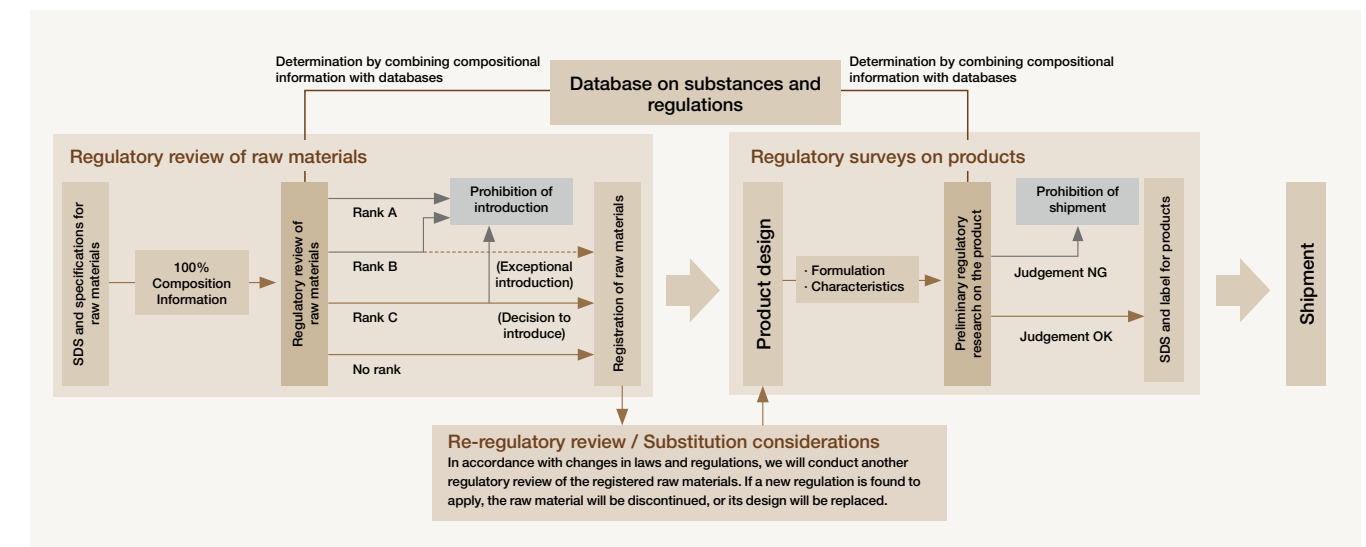 Determination by combining compositional
information with databases
Database on substances and
regulations
Determination by combining compositional
information with databases
Regulatory review of raw materials
SDS and specifications for
raw materials
100%
Composition
Information
Regulatory review of
raw materials
Rank A
Prohibition of
introduction
Rank B
(Exceptional
introduction)
Rank C
(Decision to
introduce)
No rank
Registration of raw materials
Regulatory surveys on products
Product design
· Formulation
· Characteristics
Preliminary regulatory
research on the product
Prohibition of
shipment
Judgement NG
Judgement OK
SDS and label for products
Shipment
Re-regulatory review / Substitution considerations
In accordance with changes in laws and regulations, we will conduct another
regulatory review of the registered raw materials. If a new regulation is found to
apply, the raw material will be discontinued, or its design will be replaced.